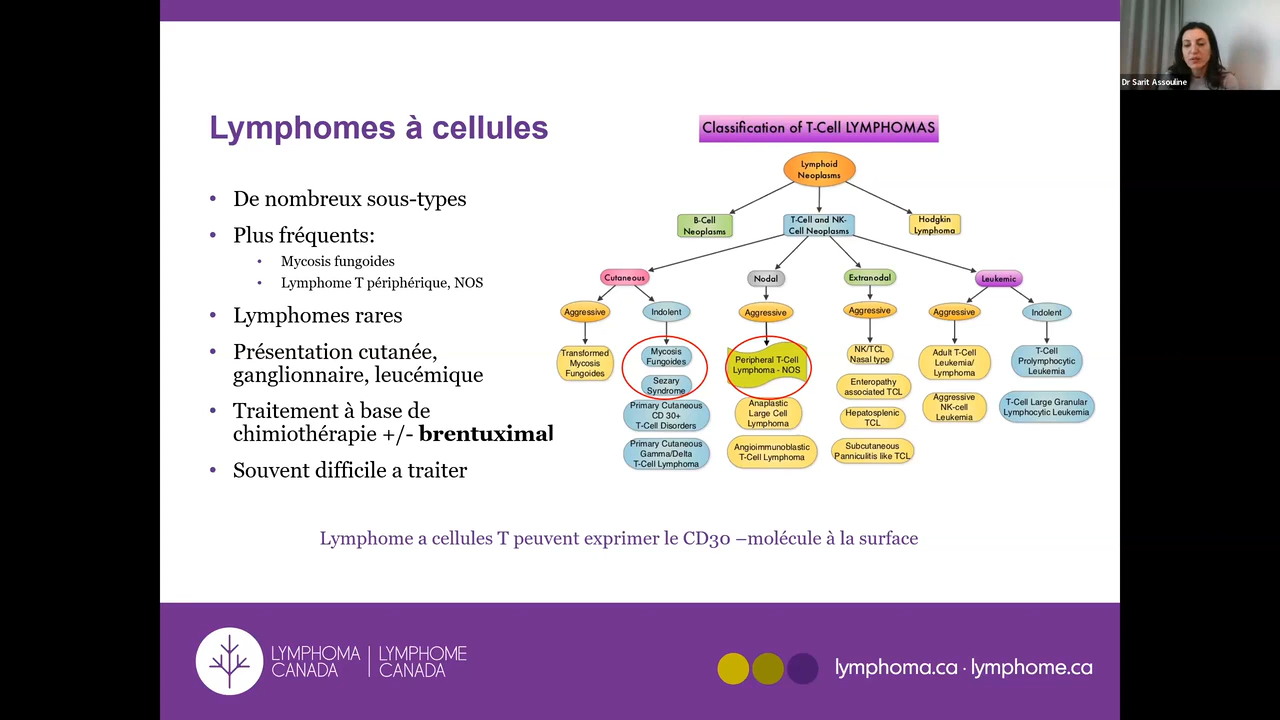 Dr Sarit Assouline
Lymphomes à cellules
• De nombreux sous-types
• Plus fréquents:
• Mycosis fungoides
• Lymphome T périphérique, NOS
• Lymphomes rares
• Présentation cutanée,
ganglionnaire, leucémique
• Traitement à base de
chimiothérapie +/- brentuximal
• Souvent difficile a traiter
Classification of T-Cell LYMPHOMAS
Lymphoid
Neoplasms
B-Cell
Neoplasms
T-Cell and NK-
Cell Neoplasms
Hodgkin
Lymphoma
Cutaneous
Nodal
Extranodal
Leukemic
Aggressive
Indolent
Aggressive
Aggressive
Aggressive
Indolent
Transformed
Mycosis
Fungoides
Mycosis
Fungoides
Sezary
Syndrome
Primary Cutaneous
CD 30+
T-Cell Disorders
Primary Cutaneous
Gamma/Delta
T-Cell Lymphoma
Peripheral T-Cell
Lymphoma - NOS
Anaplastic
Large Cell
Lymphoma
Angioimmunoblastic
T-Cell Lymphoma
NK/TCL
Nasal type
Enteropathy
associated TCL
Hepatosplenic
TCL
Subcutaneous
Panniculitis like TCL
Adult T-Cell
Leukemia/
Lymphoma
Aggressive
NK-cell
Leukemia
T-Cell
Prolymphocytic
Leukemia
T-Cell Large Granular
Lymphocytic Leukemia
Lymphome a cellules T peuvent exprimer le CD30 –molécule à la surface
LYMPHOMA
CANADA
LYMPHOME
CANADA
lymphoma.ca · lymphome.ca